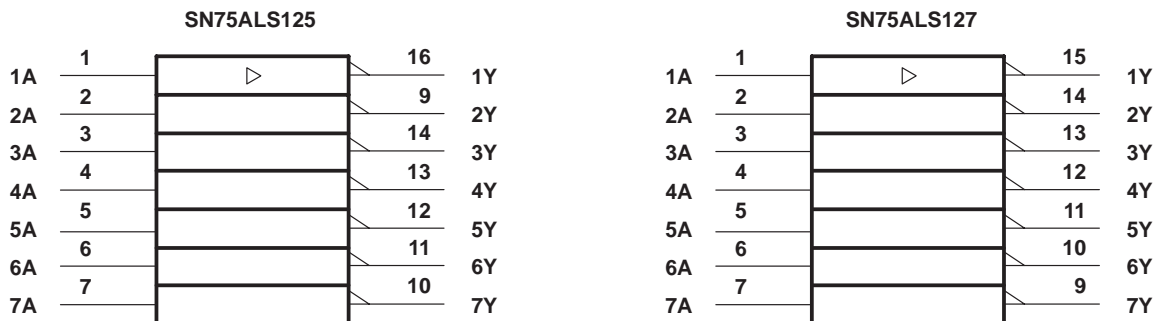 SN75ALS125
1A 1 16 1Y
2A 2 9 2Y
3A 3 14 3Y
4A 4 13 4Y
5A 5 12 5Y
6A 6 11 6Y
7A 7 10 7Y
SN75ALS127
1A 1 15 1Y
2A 2 14 2Y
3A 3 13 3Y
4A 4 12 4Y
5A 5 11 5Y
6A 6 10 6Y
7A 7 9 7Y